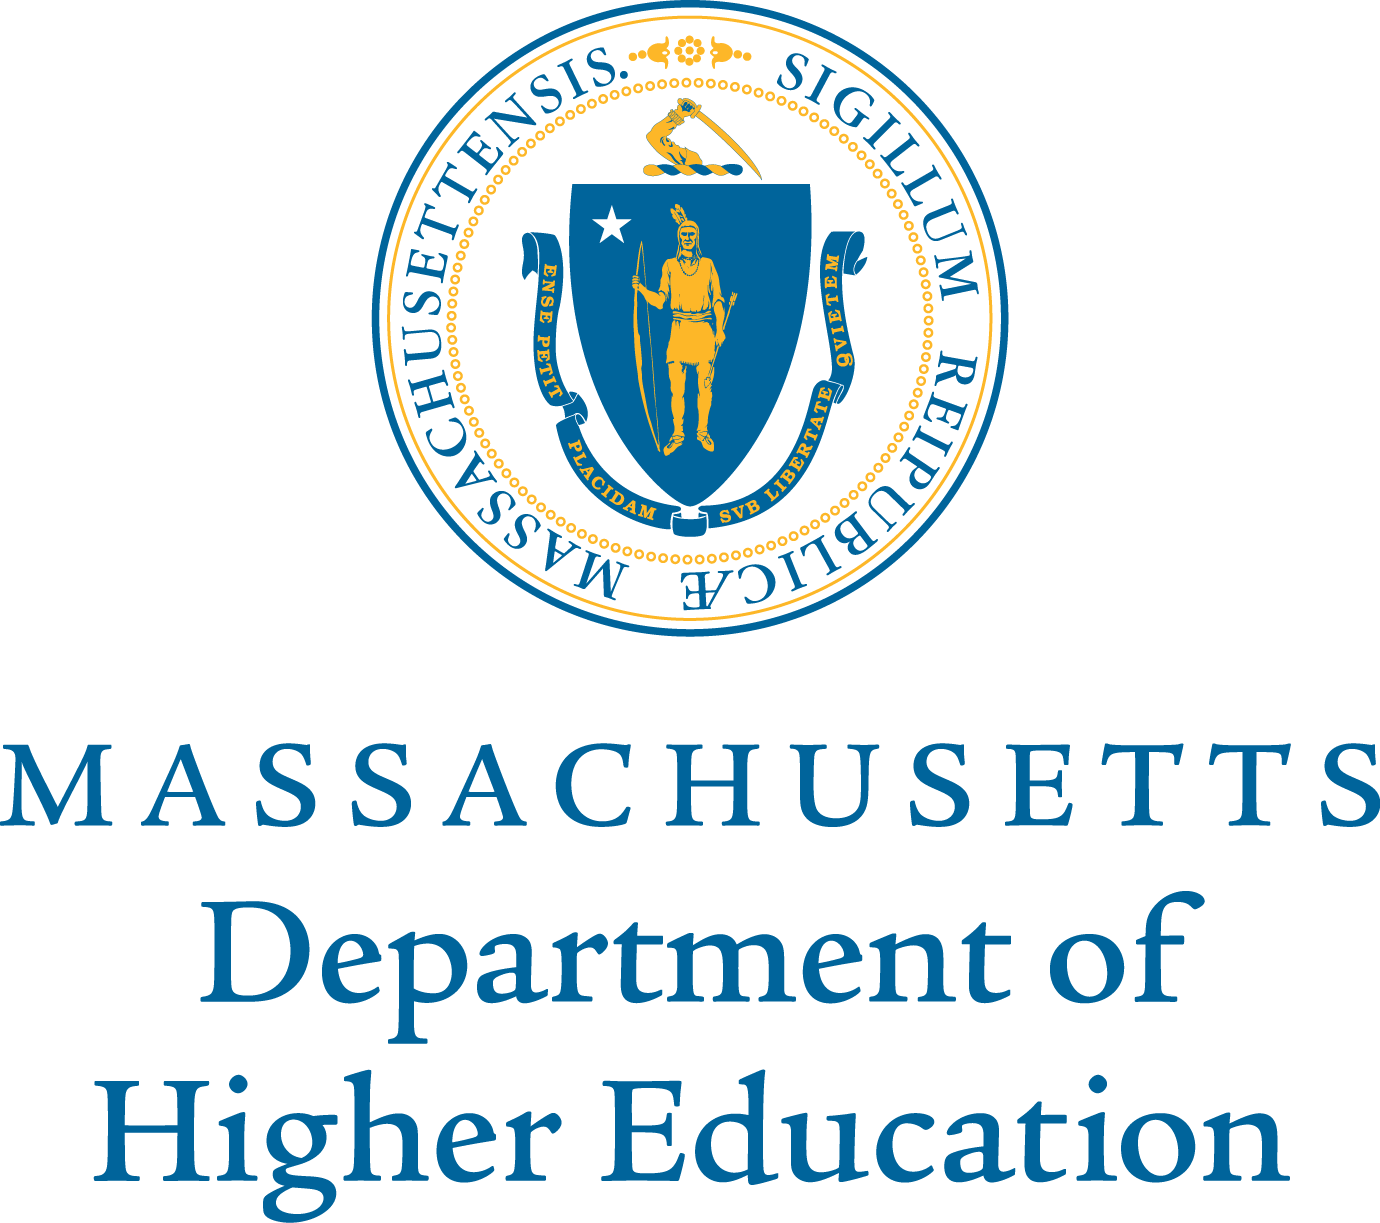 SIGILLUM REIPUBLICÆ MASSACHUSETTENSIS.
ENSE PETIT PLACIDAM SVB LIBERTATE QVIETEM
MASSACHUSETTS
Department of
Higher Education